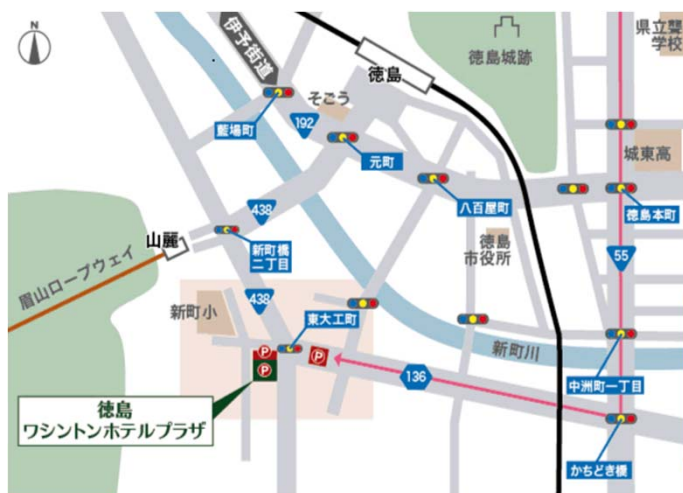 N
伊予街道
徳島
徳島城跡
県立聾
学校
そごう
192
藍場町
元町
城東高
八百屋町
徳島本町
438
山麓
新町橋
二丁目
徳島
市役所
55
眉山ロープウェイ
新町小
438
東大工町
新町川
P
P
P
136
中洲町一丁目
徳島
ワシントンホテルプラザ
かちどき橋